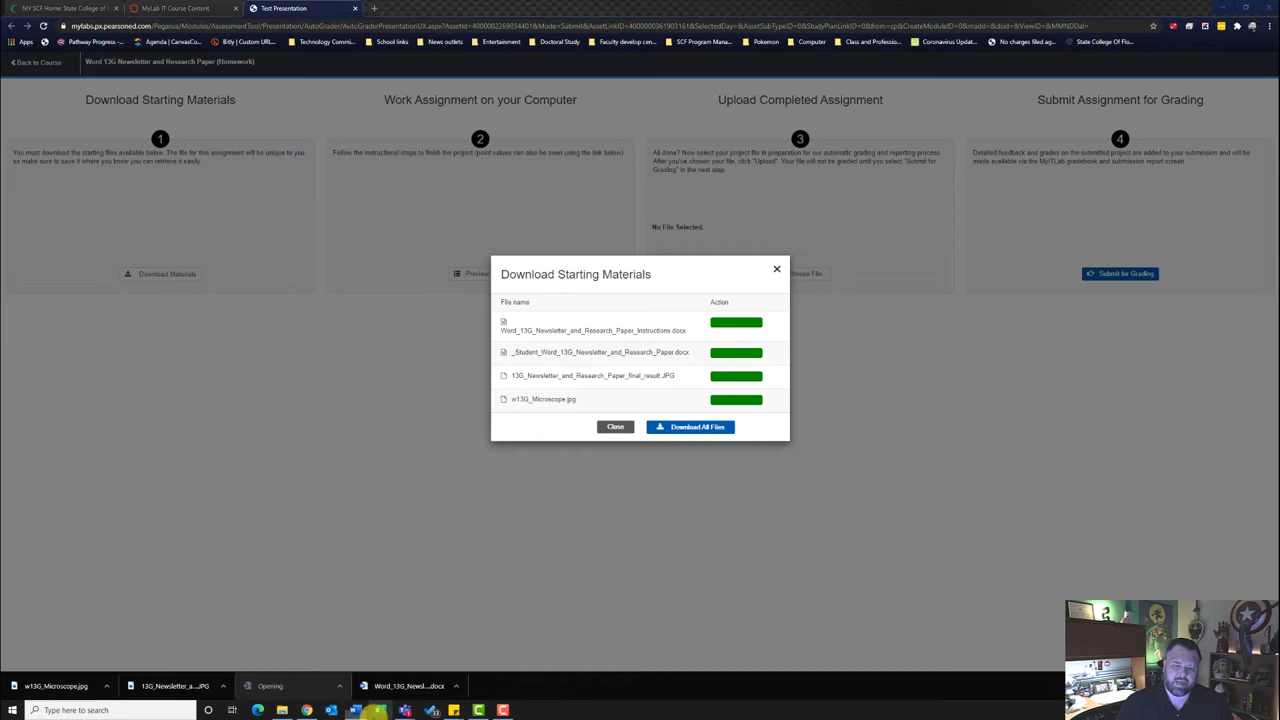 MY SCF Home: State College of F
MyLab IT Course Content
Test Presentation
mylabs.px.pearsoned.com/Pegasus/Modules/AssessmentTool/Presentation/AutoGrader/AutoGraderPresentationUX.aspx?AssetId=4000002269034401&Mode=Submit&AssetLinkID=4000000361903161&SelectedDay=&AssetSubTypeID=0&StudyPlanLinkID=0&from=sp&CreateModuleID=0&cmadd=&dsid=&ViewID=&MMNDDal=
Apps
Pathway Progress -...
Agenda | CanvasCo...
Bitly | Custom URL...
Technology Commi...
School links
News outlets
Entertainment
Doctoral Study
Faculty develop cen...
SCF Program Mana...
Pokemon
Computer
Class and Professio...
Coronavirus Updat...
No charges filed ag...
State College Of Flo...
Back to Course
Word 13G Newsletter and Research Paper (Homework)
Download Starting Materials
Work Assignment on your Computer
Upload Completed Assignment
Submit Assignment for Grading
1
2
3
4
You must download the starting files available below. The file for this assignment will be unique to you,
so make sure to save it where you know you can retrieve it easily.
Follow the instructional steps to finish the project (point values can also be seen using the link below)
All done? Now select your project file in preparation for our automatic grading and reporting process.
After you've chosen your file, click "Upload". Your file will not be graded until you select "Submit for
Grading" in the next step.
Detailed feedback and grades on the submitted project are added to your submission and will be
made available via the MyITLab gradebook and submission report screen.
No File Selected.
Download Materials
Preview
Choose File..
Submit for Grading
Download Starting Materials
File name
Action
Word_13G_Newsletter_and_Research_Paper_Instructions.docx
_Student_Word_13G_Newsletter_and_Research_Paper.docx
13G_Newsletter_and_Research_Paper_final_result.JPG
w13G_Microscope.jpg
Close
Download All Files
w13G_Microscope.jpg
13G_Newsletter_a....JPG
Opening
Word_13G_Newsl....docx
Type here to search